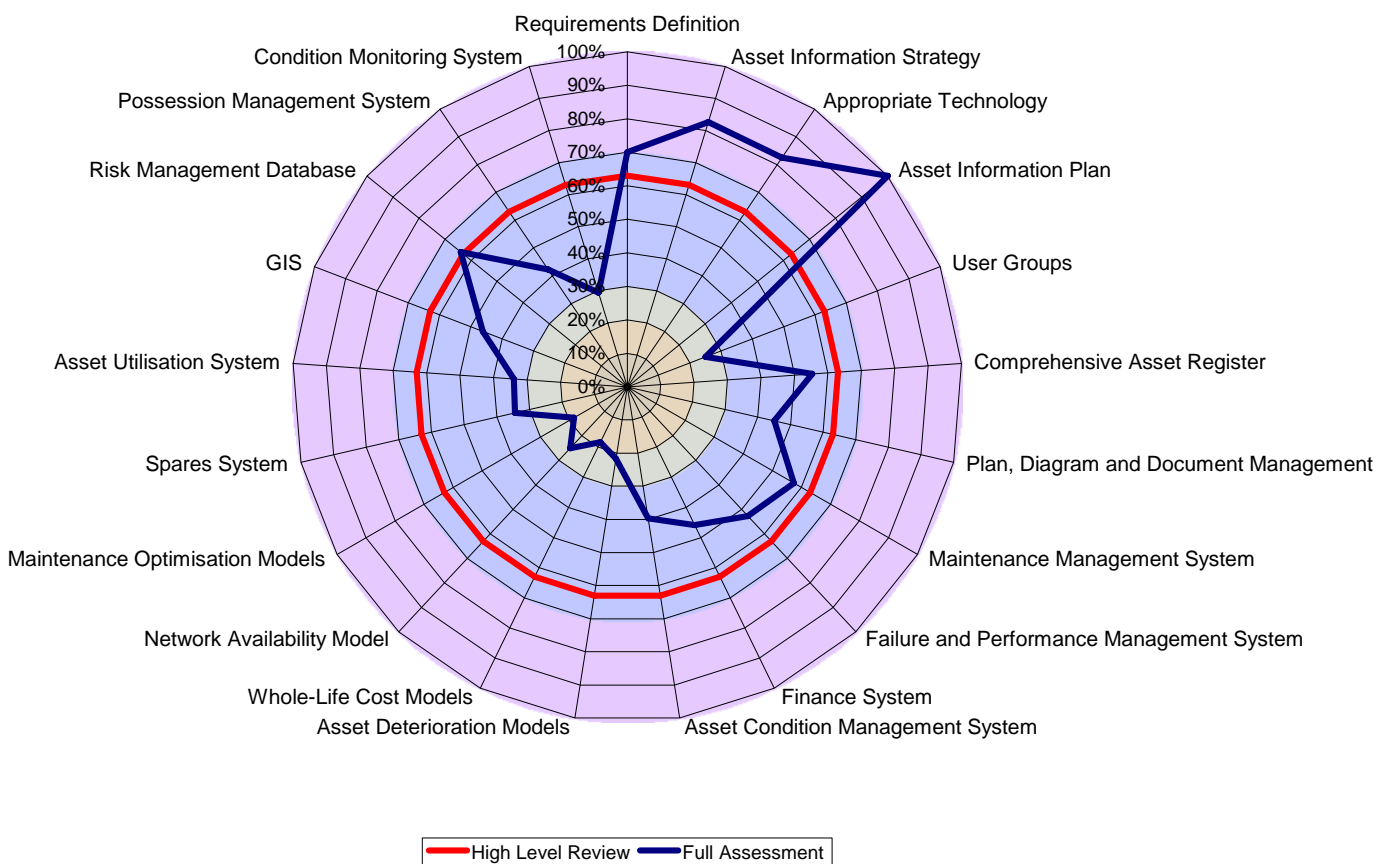 Requirements Definition
100%
Condition Monitoring System
Asset Information Strategy
90%
Possession Management System
Appropriate Technology
80%
70%
Risk Management Database
Asset Information Plan
60%
50%
GIS
User Groups
40%
30%
Asset Utilisation System
Comprehensive Asset Register
20%
10%
0%
Spares System
Plan, Diagram and Document Management
Maintenance Optimisation Models
Maintenance Management System
Network Availability Model
Failure and Performance Management System
Whole-Life Cost Models
Finance System
Asset Deterioration Models
Asset Condition Management System
High Level Review
Full Assessment